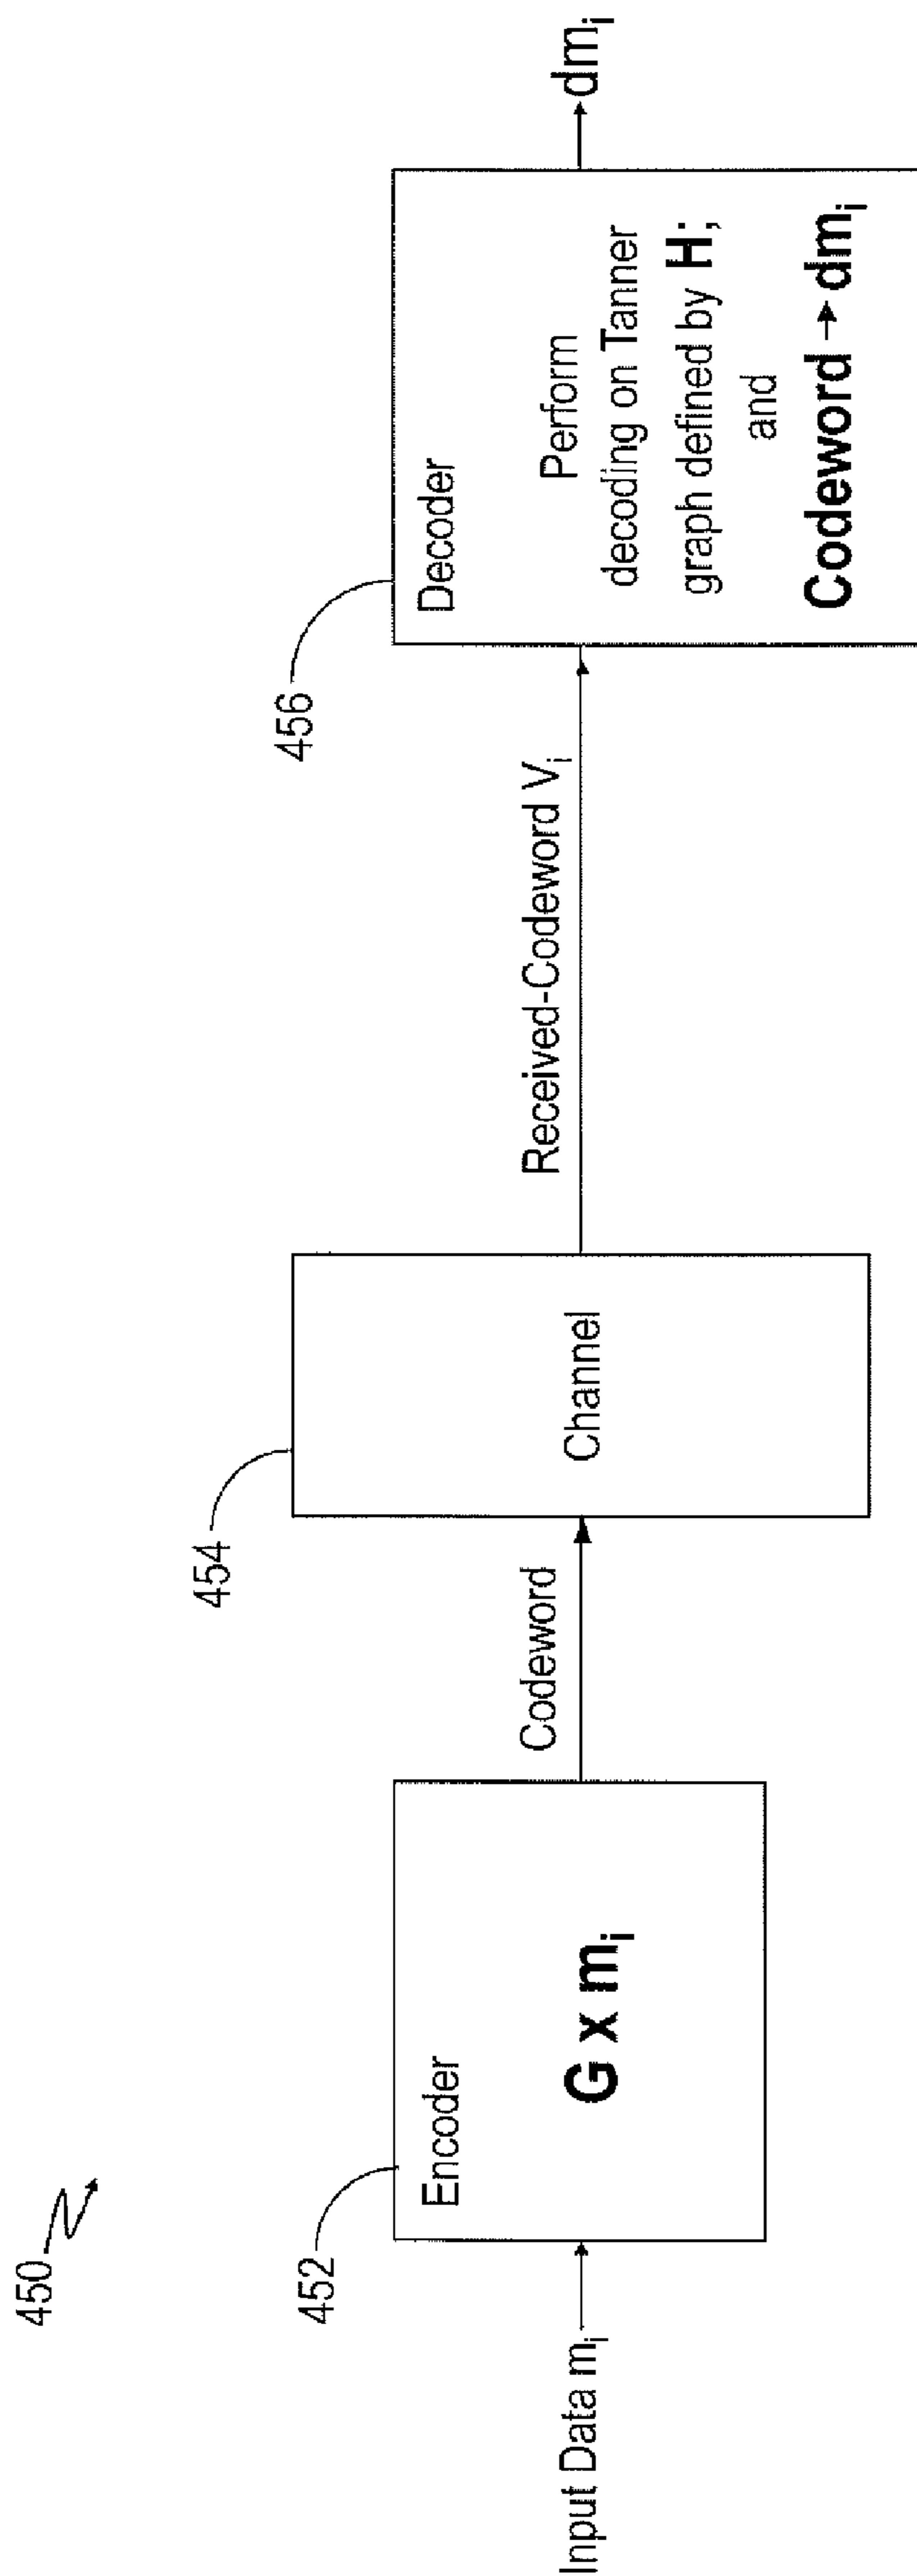 450
Input Data mᵢ
452
Encoder
G x mᵢ
Codeword
454
Channel
Received-Codeword Vᵢ
456
Decoder
Perform
decoding on Tanner
graph defined by H;
and
Codeword → dmᵢ
dmᵢ